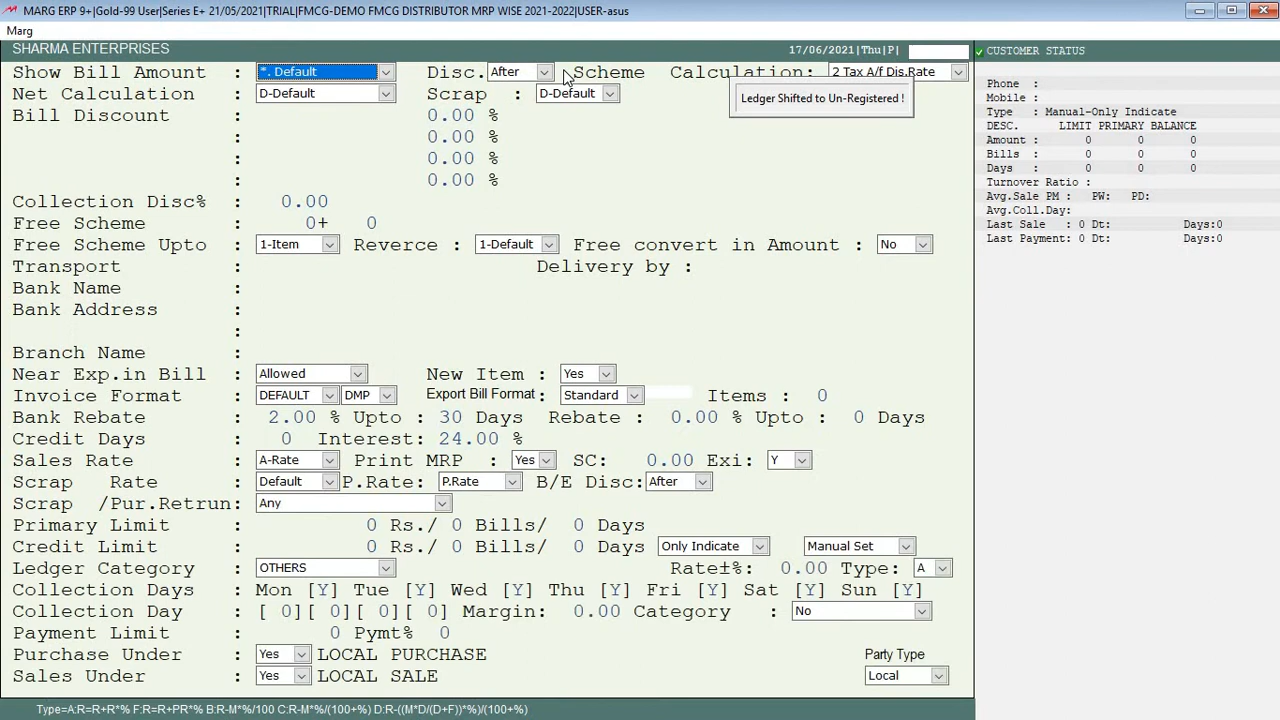 MARG ERP 9+|Gold-99 User|Series E+ 21/05/2021|TRIAL|FMCG-DEMO FMCG DISTRIBUTOR MRP WISE 2021-2022|USER-asus
Marg
SHARMA ENTERPRISES 17/06/2021|Thu|P| CUSTOMER STATUS
Show Bill Amount : *. Default Disc. After Scheme Calculation: 2 Tax A/f Dis.Rate
Ledger Shifted to Un-Registered !
Net Calculation : D-Default Scrap : D-Default
Bill Discount : 0.00 %
: 0.00 %
: 0.00 %
: 0.00 %
Collection Disc% : 0.00
Free Scheme : 0+ 0
Free Scheme Upto : 1-Item Reverce : 1-Default Free convert in Amount : No
Transport : Delivery by :
Bank Name :
Bank Address :
:
Branch Name :
Near Exp.in Bill : Allowed New Item : Yes
Invoice Format : DEFAULT DMP Export Bill Format : Standard Items : 0
Bank Rebate : 2.00 % Upto : 30 Days Rebate : 0.00 % Upto : 0 Days
Credit Days : 0 Interest: 24.00 %
Sales Rate : A-Rate Print MRP : Yes SC: 0.00 Exi: Y
Scrap Rate : Default P.Rate: P.Rate B/E Disc: After
Scrap /Pur.Retrun: Any
Primary Limit : 0 Rs./ 0 Bills/ 0 Days
Credit Limit : 0 Rs./ 0 Bills/ 0 Days Only Indicate Manual Set
Ledger Category : OTHERS Rate±%: 0.00 Type: A
Collection Days : Mon [Y] Tue [Y] Wed [Y] Thu [Y] Fri [Y] Sat [Y] Sun [Y]
Collection Day : [ 0][ 0][ 0][ 0] Margin: 0.00 Category : No
Payment Limit : 0 Pymt% 0
Purchase Under : Yes LOCAL PURCHASE Party Type
Sales Under : Yes LOCAL SALE Local
Type=A:R=R+R*% F:R=R+PR*% B:R-M*%/100 C:R-M*%/(100+%) D:R-((M*D/(D+F))*%)/(100+%)
Phone :
Mobile :
Type : Manual-Only Indicate
DESC. LIMIT PRIMARY BALANCE
Amount : 0 0 0
Bills : 0 0 0
Days : 0 0 0
Turnover Ratio :
Avg.Sale PM : PW: PD:
Avg.Coll.Day:
Last Sale : 0 Dt: Days:0
Last Payment: 0 Dt: Days:0